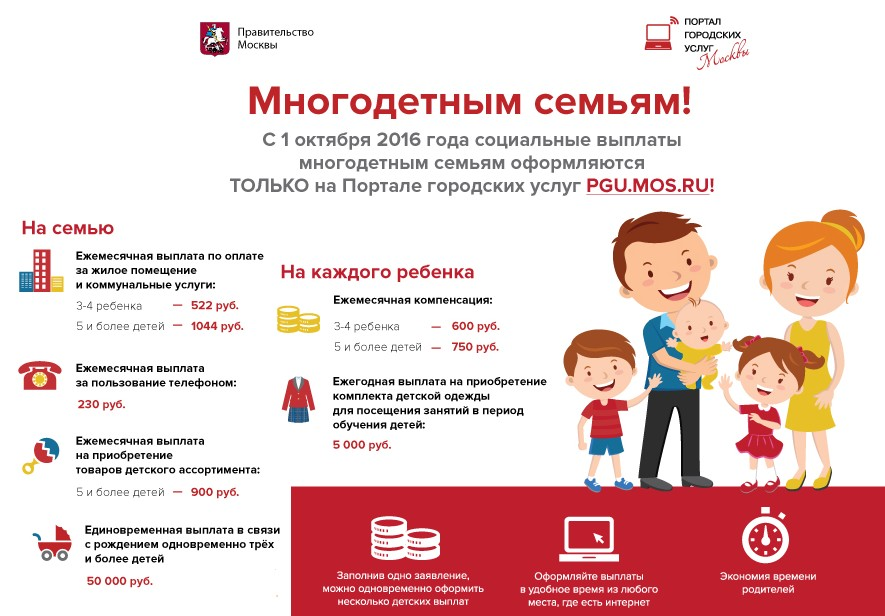 Правительство
Москвы
ПОРТАЛ
ГОРОДСКИХ
УСЛУГ
Москвы
Многодетным семьям!
С 1 октября 2016 года социальные выплаты
многодетным семьям оформляются
ТОЛЬКО на Портале городских услуг PGU.MOS.RU!
На семью
Ежемесячная выплата по оплате
за жилое помещение
и коммунальные услуги:
3-4 ребенка — 522 руб.
5 и более детей — 1044 руб.
Ежемесячная выплата
за пользование телефоном:
230 руб.
Ежемесячная выплата
на приобретение
товаров детского ассортимента:
5 и более детей — 900 руб.
Единовременная выплата в связи
с рождением одновременно трёх
и более детей
50 000 руб.
На каждого ребенка
Ежемесячная компенсация:
3-4 ребенка — 600 руб.
5 и более детей — 750 руб.
Ежегодная выплата на приобретение
комплекта детской одежды
для посещения занятий в период
обучения детей:
5 000 руб.
Заполнив одно заявление,
можно одновременно оформить
несколько детских выплат
Оформляйте выплаты
в удобное время из любого
места, где есть интернет
Экономия времени
родителей